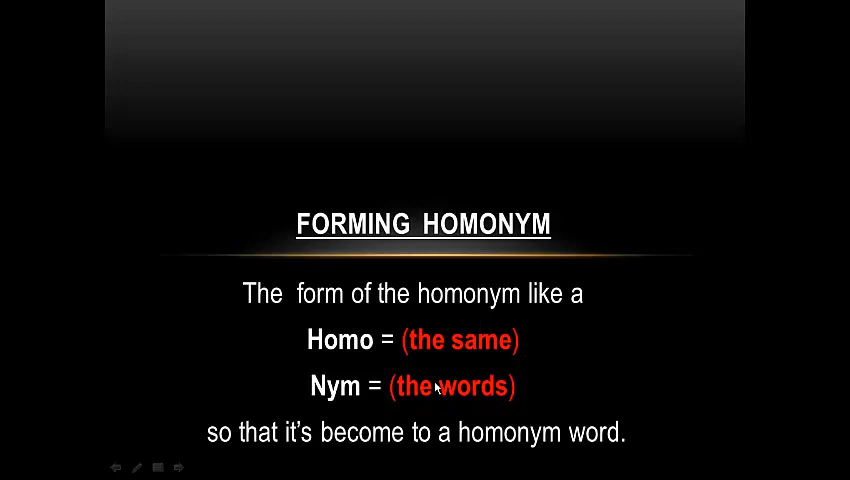 FORMING HOMONYM
The form of the homonym like a
Homo = (the same)
Nym = (the words)
so that it’s become to a homonym word.